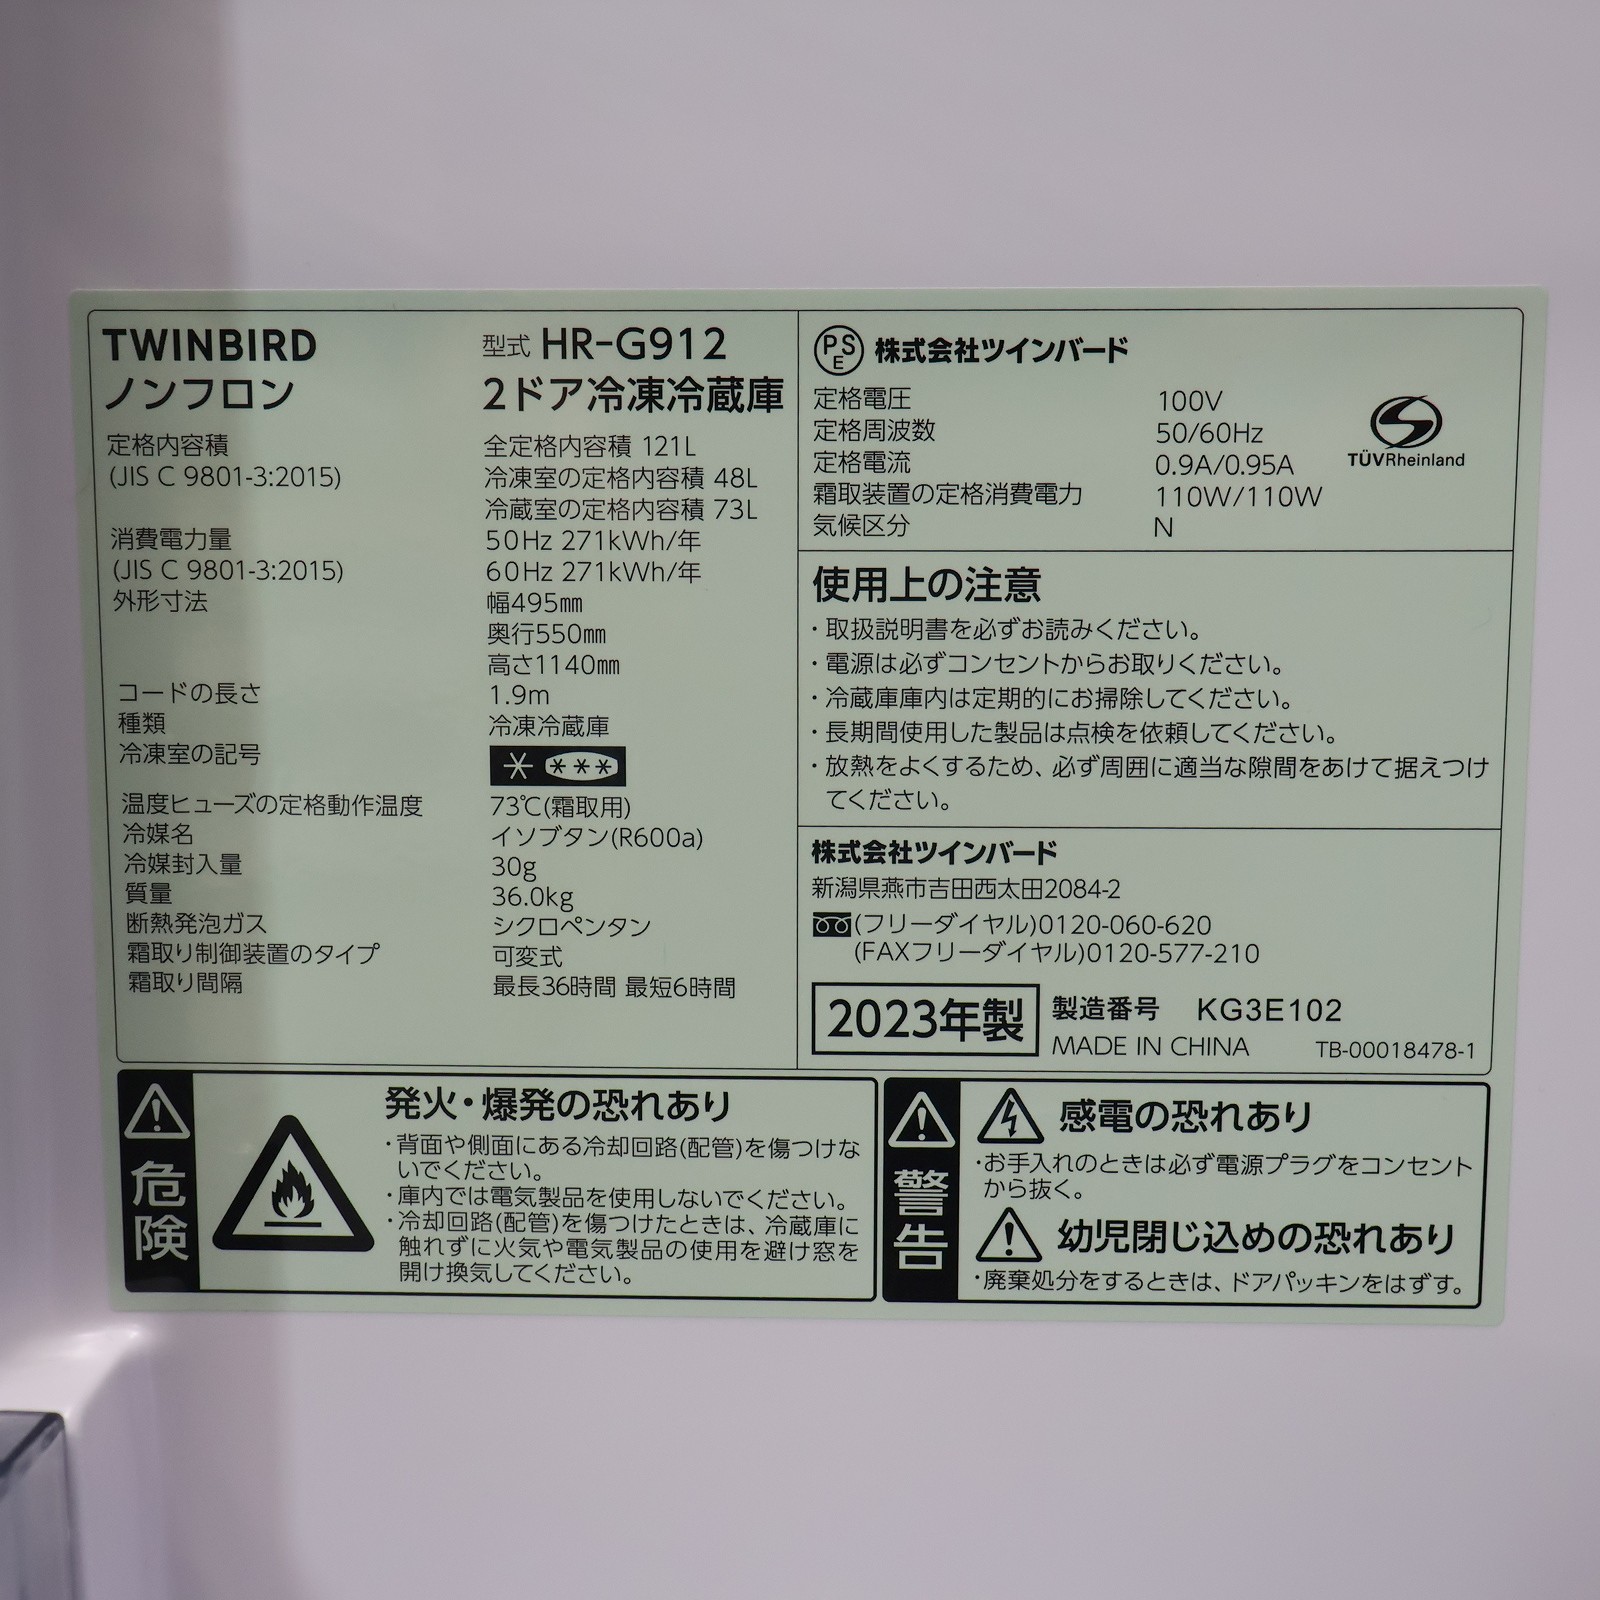 TWINBIRD
ノンフロン
型式 HR-G912
2ドア冷凍冷蔵庫
定格内容積 全定格内容積 121L
(JIS C 9801-3:2015) 冷凍室の定格内容積 48L
冷蔵室の定格内容積 73L
消費電力量 50Hz 271kWh/年
(JIS C 9801-3:2015) 60Hz 271kWh/年
外形寸法 幅495㎜
奥行550㎜
高さ1140㎜
コードの長さ 1.9m
種類 冷凍冷蔵庫
冷凍室の記号
温度ヒューズの定格動作温度 73℃(霜取用)
冷媒名 イソブタン(R600a)
冷媒封入量 30g
質量 36.0kg
断熱発泡ガス シクロペンタン
霜取り制御装置のタイプ 可変式
霜取り間隔 最長36時間 最短6時間
PSE 株式会社ツインバード
定格電圧 100V
定格周波数 50/60Hz
定格電流 0.9A/0.95A
霜取装置の定格消費電力 110W/110W
気候区分 N
TÜVRheinland
使用上の注意
・取扱説明書を必ずお読みください。
・電源は必ずコンセントからお取りください。
・冷蔵庫庫内は定期的にお掃除してください。
・長期間使用した製品は点検を依頼してください。
・放熱をよくするため、必ず周囲に適当な隙間をあけて据えつけ
てください。
株式会社ツインバード
新潟県燕市吉田西太田2084-2
(フリーダイヤル)0120-060-620
(FAXフリーダイヤル)0120-577-210
2023年製 製造番号 KG3E102
MADE IN CHINA TB-00018478-1
危険
発火・爆発の恐れあり
・背面や側面にある冷却回路(配管)を傷つけな
いでください。
・庫内では電気製品を使用しないでください。
・冷却回路(配管)を傷つけたときは、冷蔵庫に
触れずに火気や電気製品の使用を避け窓を
開け換気してください。
警告
感電の恐れあり
・お手入れのときは必ず電源プラグをコンセント
から抜く。
幼児閉じ込めの恐れあり
・廃棄処分をするときは、ドアパッキンをはずす。